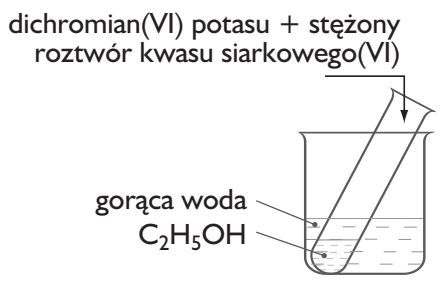 dichromian(VI) potasu + stężony
roztwór kwasu siarkowego(VI)
gorąca woda
C₂H₅OH